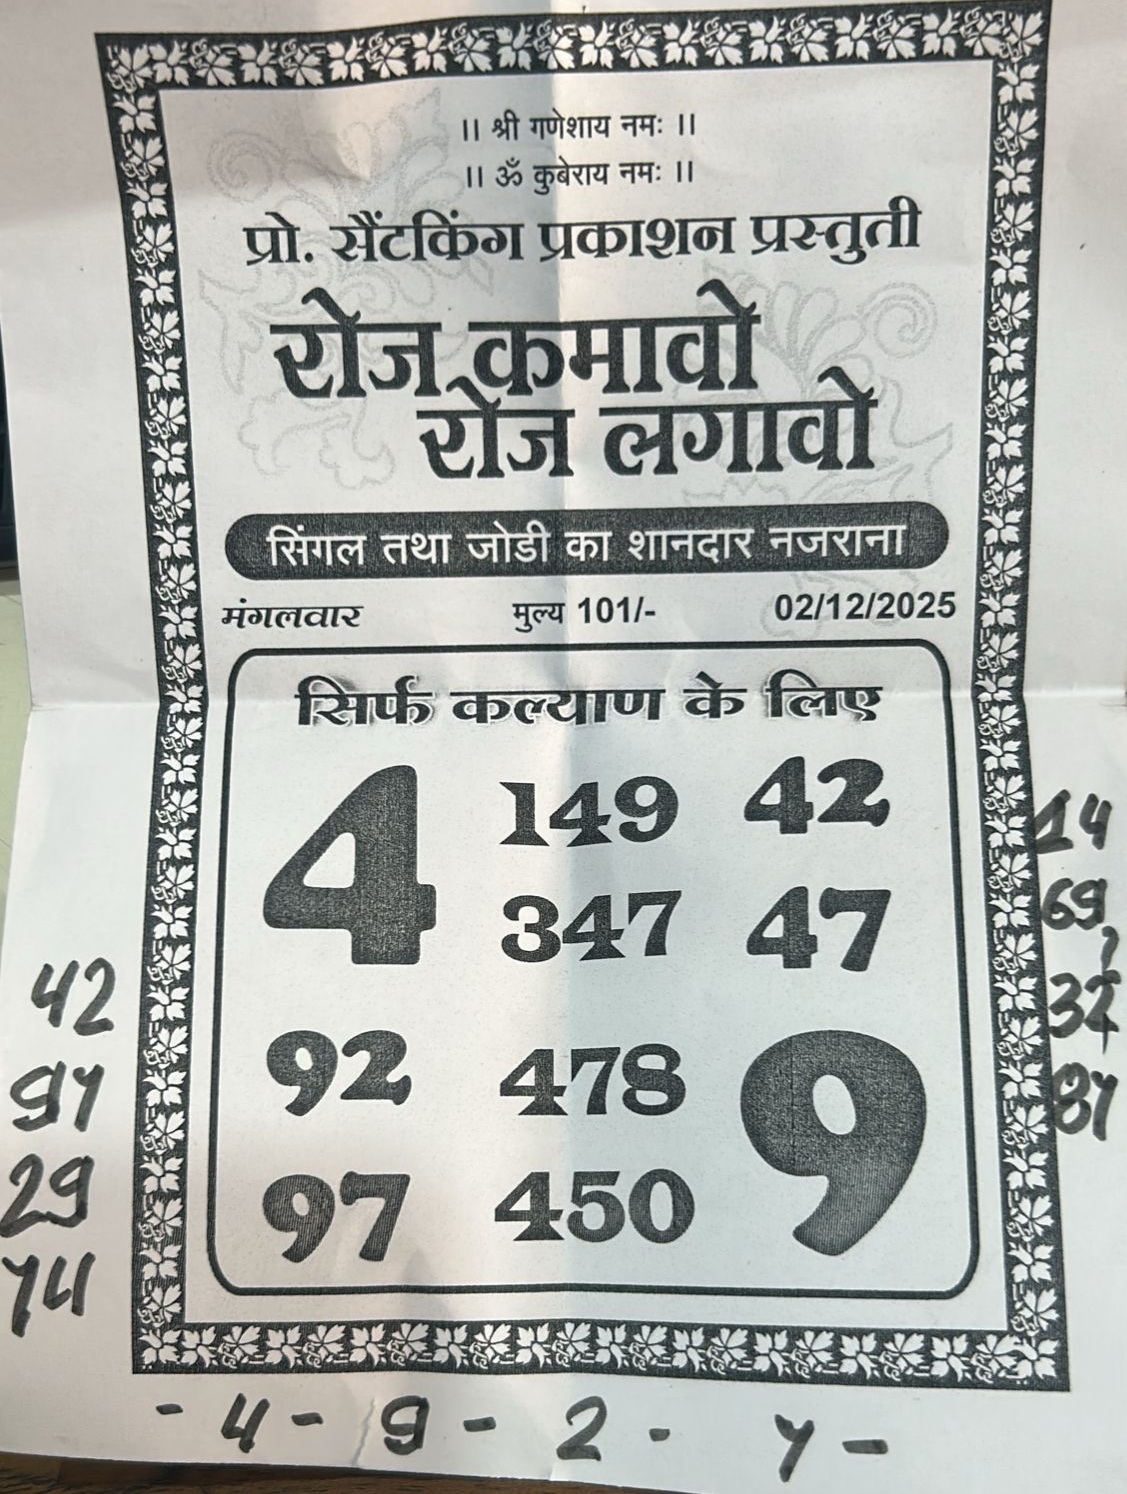 ।। श्री गणेशाय नमः ।।
।। ॐ कुबेराय नमः ।।
प्रो. सैंटकिंग प्रकाशन प्रस्तुती
रोज कमावो
रोज लगावो
सिंगल तथा जोडी का शानदार नजराना
मंगलवार मुल्य 101/- 02/12/2025
सिर्फ कल्याण के लिए
4 149 42
347 47
92 478 9
97 450
42
97
29
74
14
69
87
- 4 - 9 - 2 - 7 -